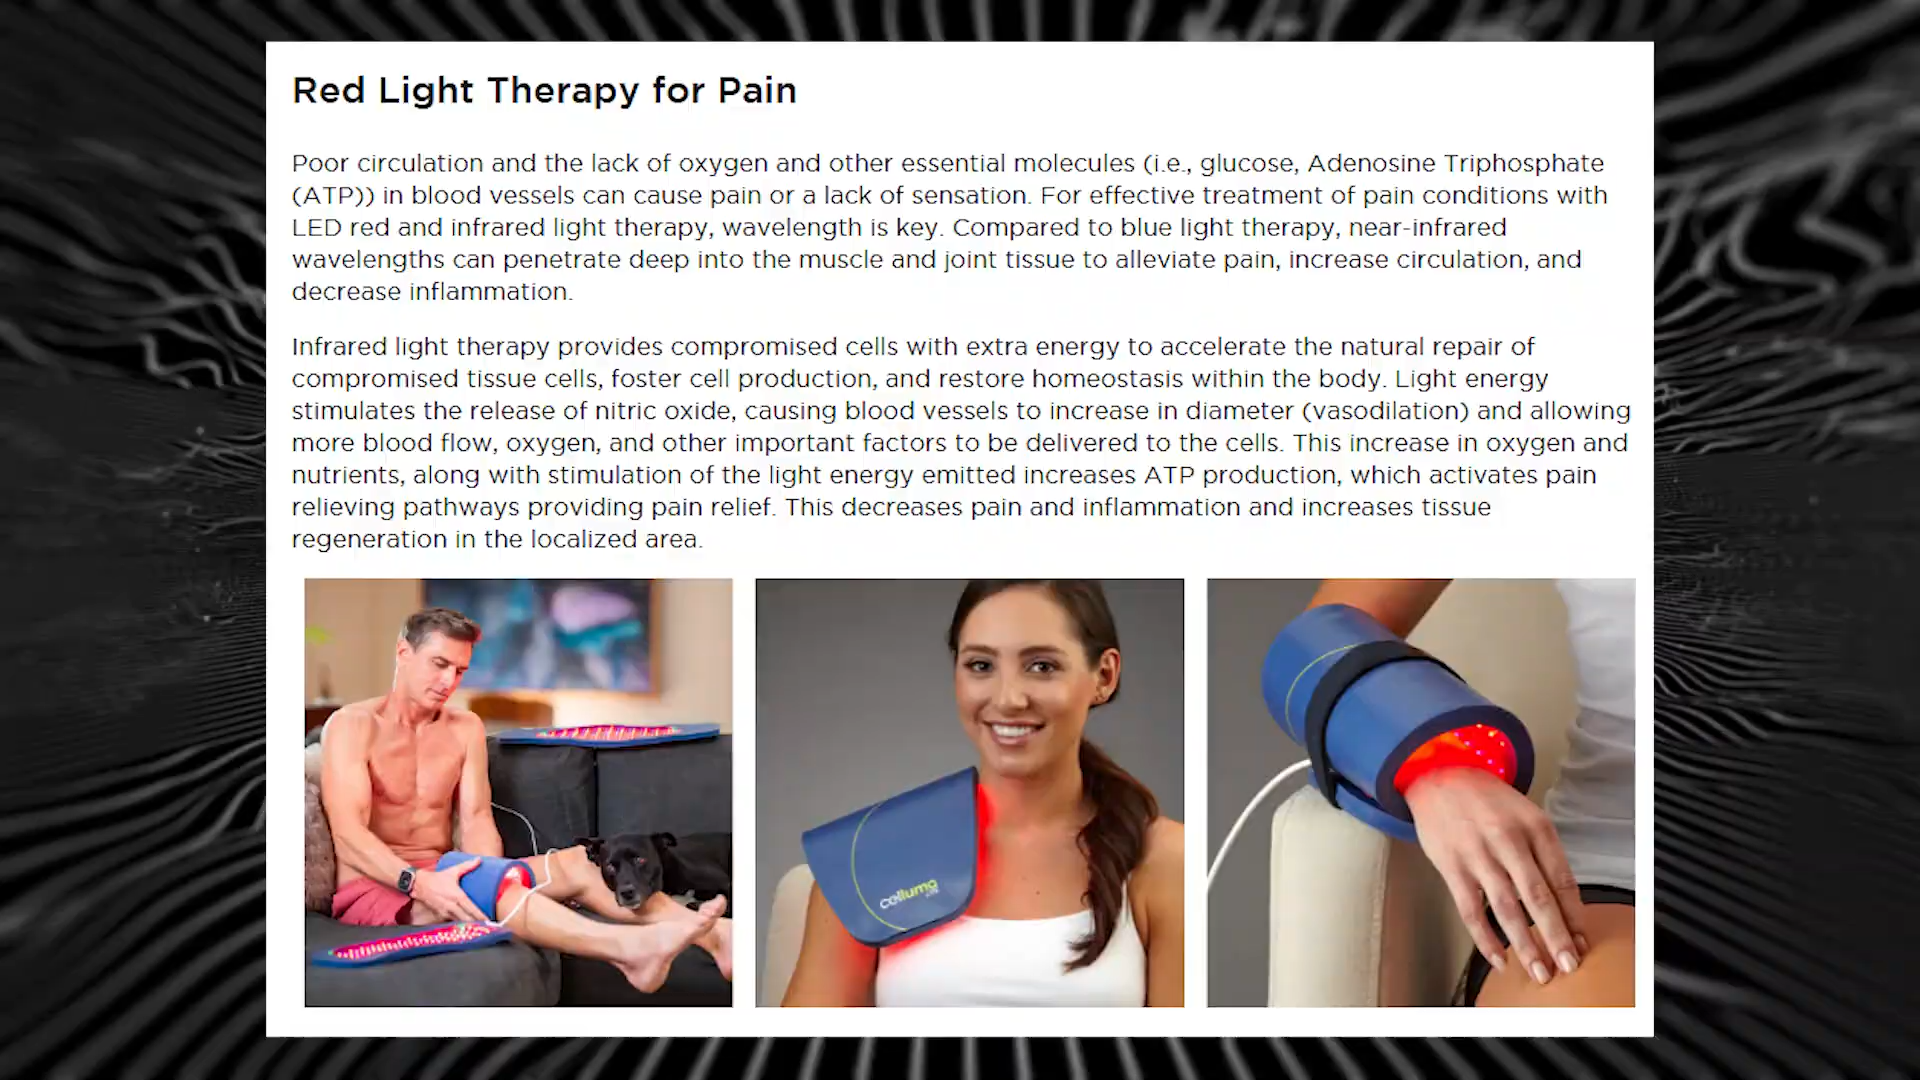 Red Light Therapy for Pain
Poor circulation and the lack of oxygen and other essential molecules (i.e., glucose, Adenosine Triphosphate
(ATP)) in blood vessels can cause pain or a lack of sensation. For effective treatment of pain conditions with
LED red and infrared light therapy, wavelength is key. Compared to blue light therapy, near-infrared
wavelengths can penetrate deep into the muscle and joint tissue to alleviate pain, increase circulation, and
decrease inflammation.
Infrared light therapy provides compromised cells with extra energy to accelerate the natural repair of
compromised tissue cells, foster cell production, and restore homeostasis within the body. Light energy
stimulates the release of nitric oxide, causing blood vessels to increase in diameter (vasodilation) and allowing
more blood flow, oxygen, and other important factors to be delivered to the cells. This increase in oxygen and
nutrients, along with stimulation of the light energy emitted increases ATP production, which activates pain
relieving pathways providing pain relief. This decreases pain and inflammation and increases tissue
regeneration in the localized area.
celluma